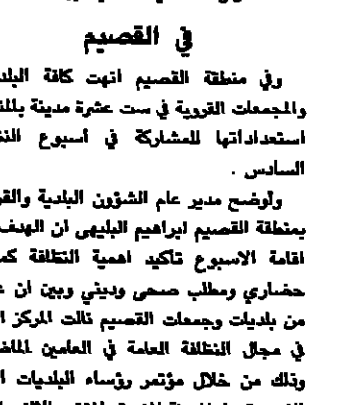 في القصيم
وفي منطقة القصيم انهت كافة البلد
والمجمعات القروية في ست عشرة مدينة بالمن
استعداداتها للمشاركة في أسبوع النظ
السادس .
وأوضح مدير عام الشؤون البلدية والقر
بمنطقة القصيم ابراهيم البليهي ان الهدف
اقامة الاسبوع تأكيد اهمية النظافة كم
حضاري ومطلب صحي وديني وبين ان ع
من بلديات وجمعات القصيم نالت المركز ا
في مجال النظافة العامة في العامين الماض
وذلك من خلال مؤتمر رؤساء البلديات ا